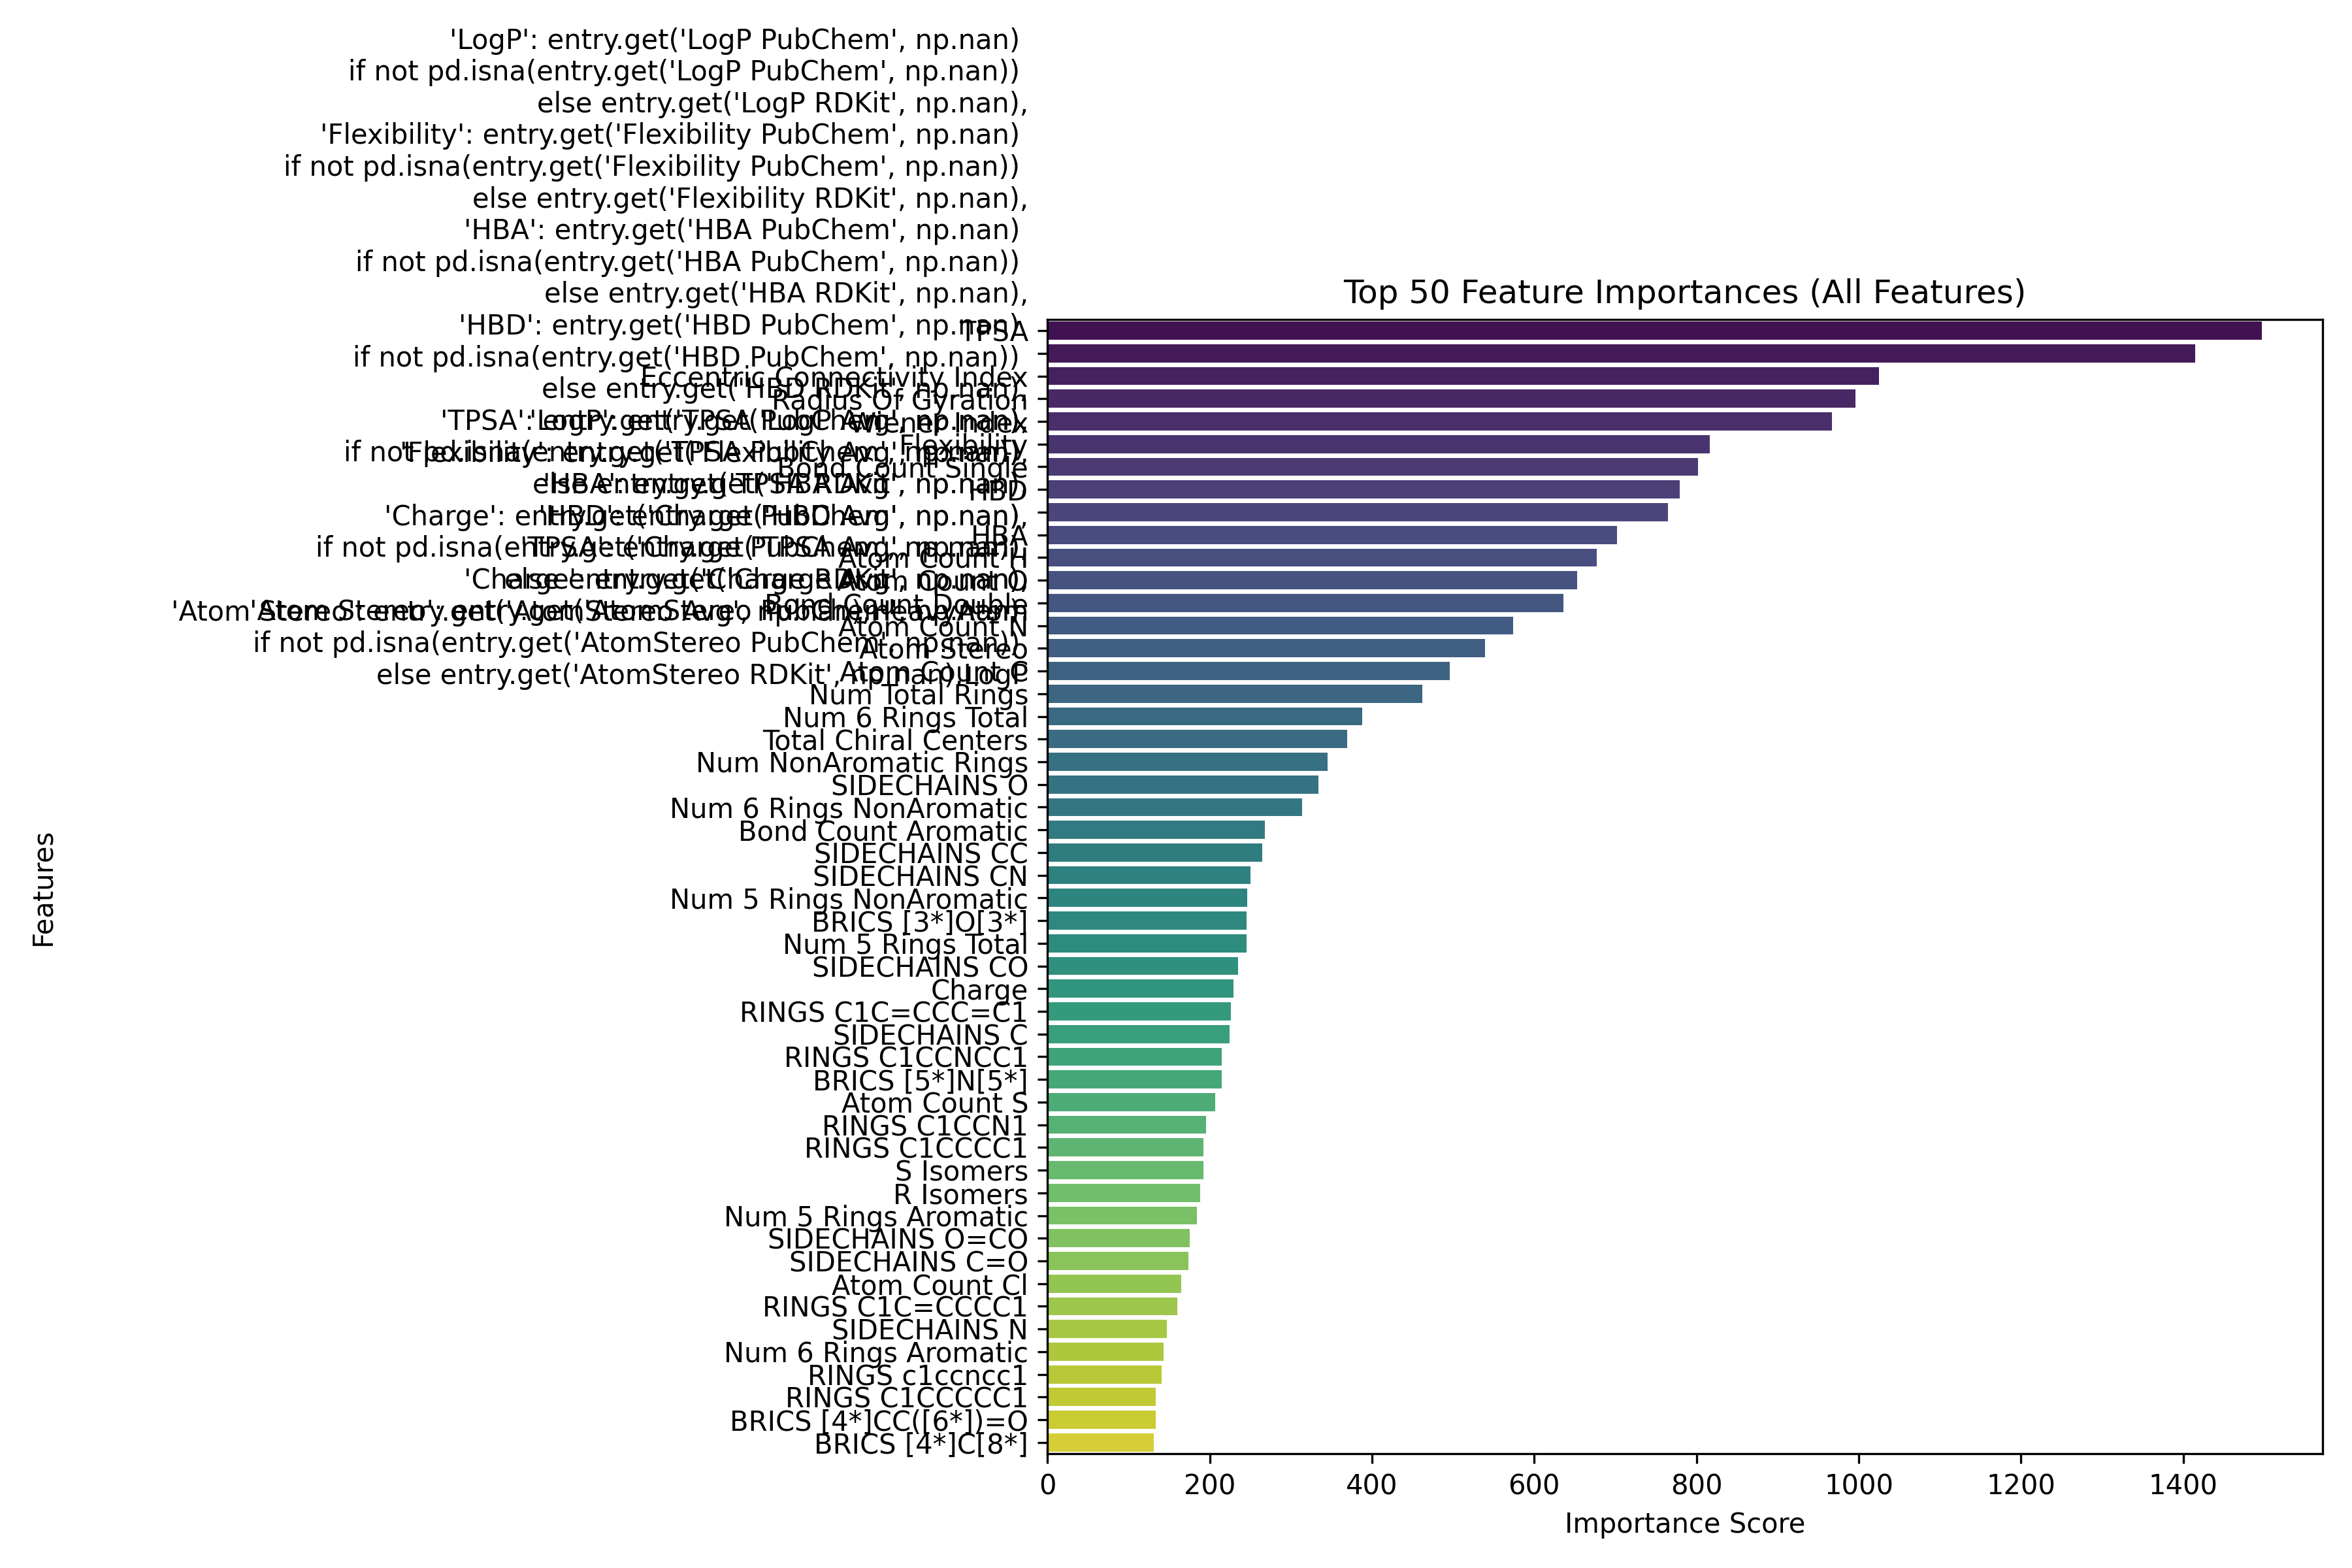 'LogP': entry.get('LogP PubChem', np.nan)
if not pd.isna(entry.get('LogP PubChem', np.nan))
else entry.get('LogP RDKit', np.nan),
'Flexibility': entry.get('Flexibility PubChem', np.nan)
if not pd.isna(entry.get('Flexibility PubChem', np.nan))
else entry.get('Flexibility RDKit', np.nan),
'HBA': entry.get('HBA PubChem', np.nan)
if not pd.isna(entry.get('HBA PubChem', np.nan))
else entry.get('HBA RDKit', np.nan),
Top 50 Feature Importances (All Features)
'HBD': entry.get('HBD PubChem', np.nan)
TPSA
if not pd.isna(entry.get('HBD PubChem', np.nan))
Eccentric Connectivity Index
else entry.get('HBD RDKit', np.nan),
Radius Of Gyration
Wiener Index
Flexibility
Bond Count Single
HBD
HBA
Atom Count H
Atom Count O
Bond Count Double
Atom Count N
if not pd.isna(entry.get('AtomStereo PubChem', np.nan))
Atom Stereo
Atom Count C
else entry.get('AtomStereo RDKit', np.nan) LogP
Num Total Rings
Num 6 Rings Total
Total Chiral Centers
Num NonAromatic Rings
SIDECHAINS O
Num 6 Rings NonAromatic
Bond Count Aromatic
SIDECHAINS CC
SIDECHAINS CN
Num 5 Rings NonAromatic
BRICS [3*]O[3*]
Num 5 Rings Total
SIDECHAINS CO
Charge
RINGS C1C=CCC=C1
SIDECHAINS C
RINGS C1CCNCC1
BRICS [5*]N[5*]
Atom Count S
RINGS C1CCN1
RINGS C1CCCC1
S Isomers
R Isomers
Num 5 Rings Aromatic
SIDECHAINS O=CO
SIDECHAINS C=O
Atom Count Cl
RINGS C1C=CCCC1
SIDECHAINS N
Num 6 Rings Aromatic
RINGS c1ccncc1
RINGS C1CCCCC1
BRICS [4*]CC([6*])=O
BRICS [4*]C[8*]
Features
0 200 400 600 800 1000 1200 1400
Importance Score